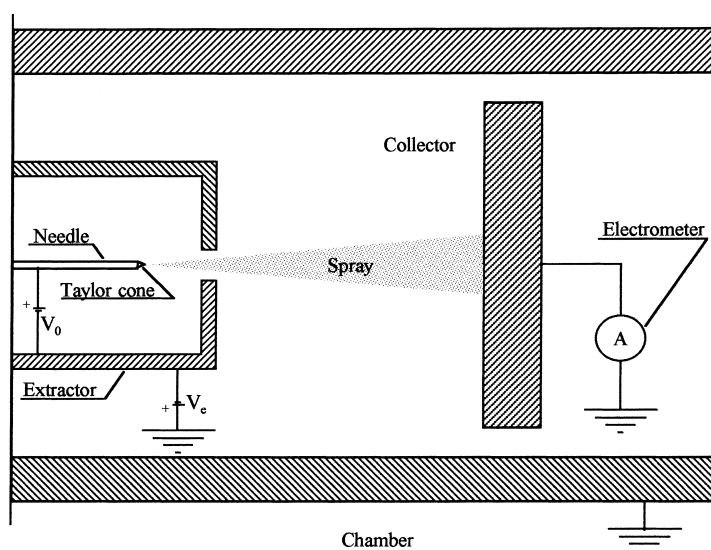 Collector
Electrometer
Needle
Spray
Taylor cone
+
V0
A
Extractor
+
Ve
Chamber